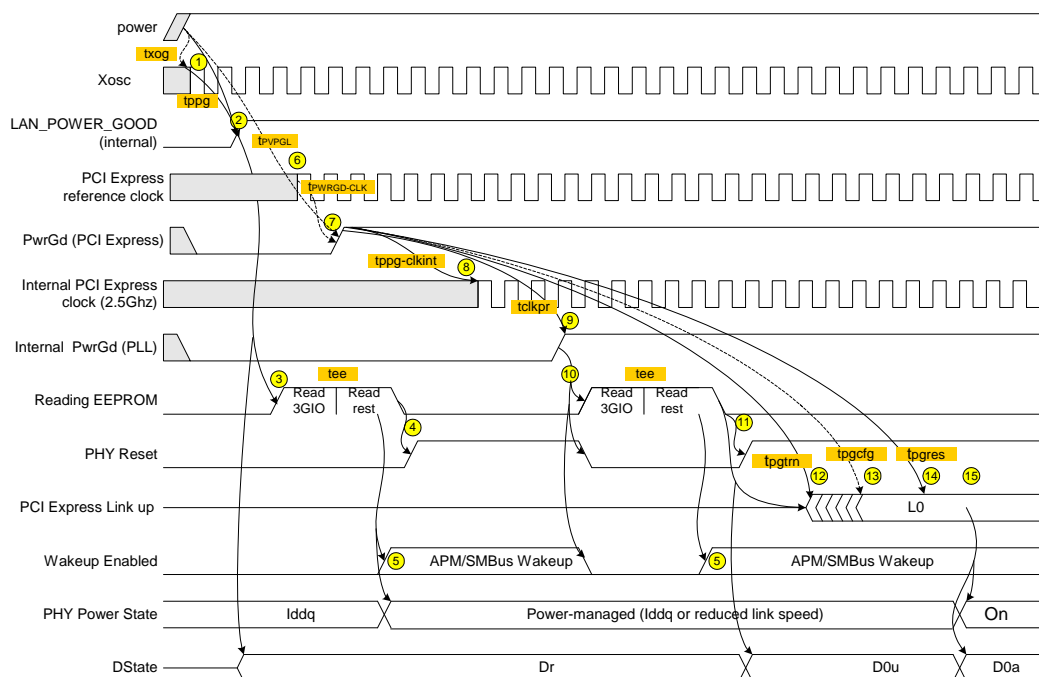 power
txog
1
Xosc
tppg
LAN_POWER_GOOD
(internal)
2
tPVPGL
6
PCI Express
reference clock
tPWRGD-CLK
7
PwrGd (PCI Express)
tppg-clkint
8
Internal PCI Express
clock (2.5Ghz)
tclkpr
9
Internal PwrGd (PLL)
3
tee
10
tee
Reading EEPROM
Read
3GIO
Read
rest
Read
3GIO
Read
rest
4
11
PHY Reset
tpgtrn
tpgcfg
tpgres
12
13
14
15
PCI Express Link up
L0
Wakeup Enabled
5
APM/SMBus Wakeup
5
APM/SMBus Wakeup
PHY Power State
Iddq
Power-managed (Iddq or reduced link speed)
On
DState
Dr
D0u
D0a